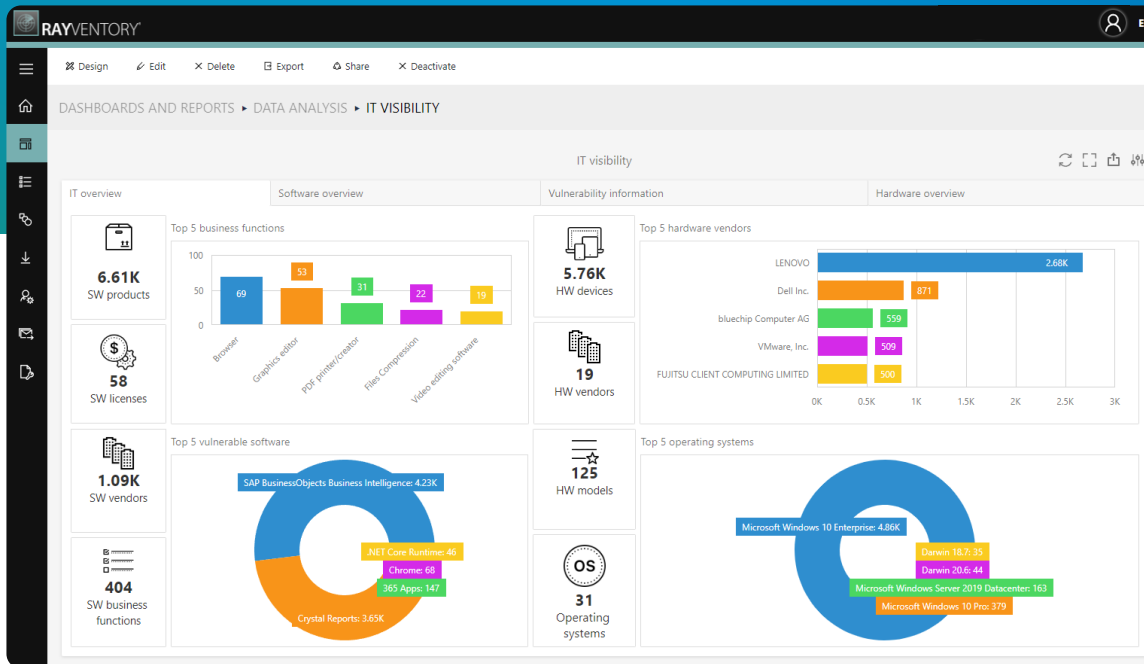 RAYVENTORY
E
Design Edit Delete Export Share Deactivate
DASHBOARDS AND REPORTS ▸ DATA ANALYSIS ▸ IT VISIBILITY
IT visibility
IT overview Software overview Vulnerability information Hardware overview
6.61K
SW products
58
SW licenses
1.09K
SW vendors
404
SW business
functions
Top 5 business functions
100
50
0
69
53
31
22
19
Browser
Graphics editor
PDF printer/creator
Files Compression
Video editing software
Top 5 vulnerable software
SAP BusinessObjects Business Intelligence: 4.23K
.NET Core Runtime: 46
Chrome: 68
365 Apps: 147
Crystal Reports: 3.65K
5.76K
HW devices
19
HW vendors
125
HW models
OS
31
Operating
systems
Top 5 hardware vendors
LENOVO 2.68K
Dell Inc. 871
bluechip Computer AG 559
VMware, Inc. 509
FUJITSU CLIENT COMPUTING LIMITED 500
0K 0.5K 1K 1.5K 2K 2.5K 3K
Top 5 operating systems
Microsoft Windows 10 Enterprise: 4.86K
Darwin 18.7: 35
Darwin 20.6: 44
Microsoft Windows Server 2019 Datacenter: 163
Microsoft Windows 10 Pro: 379